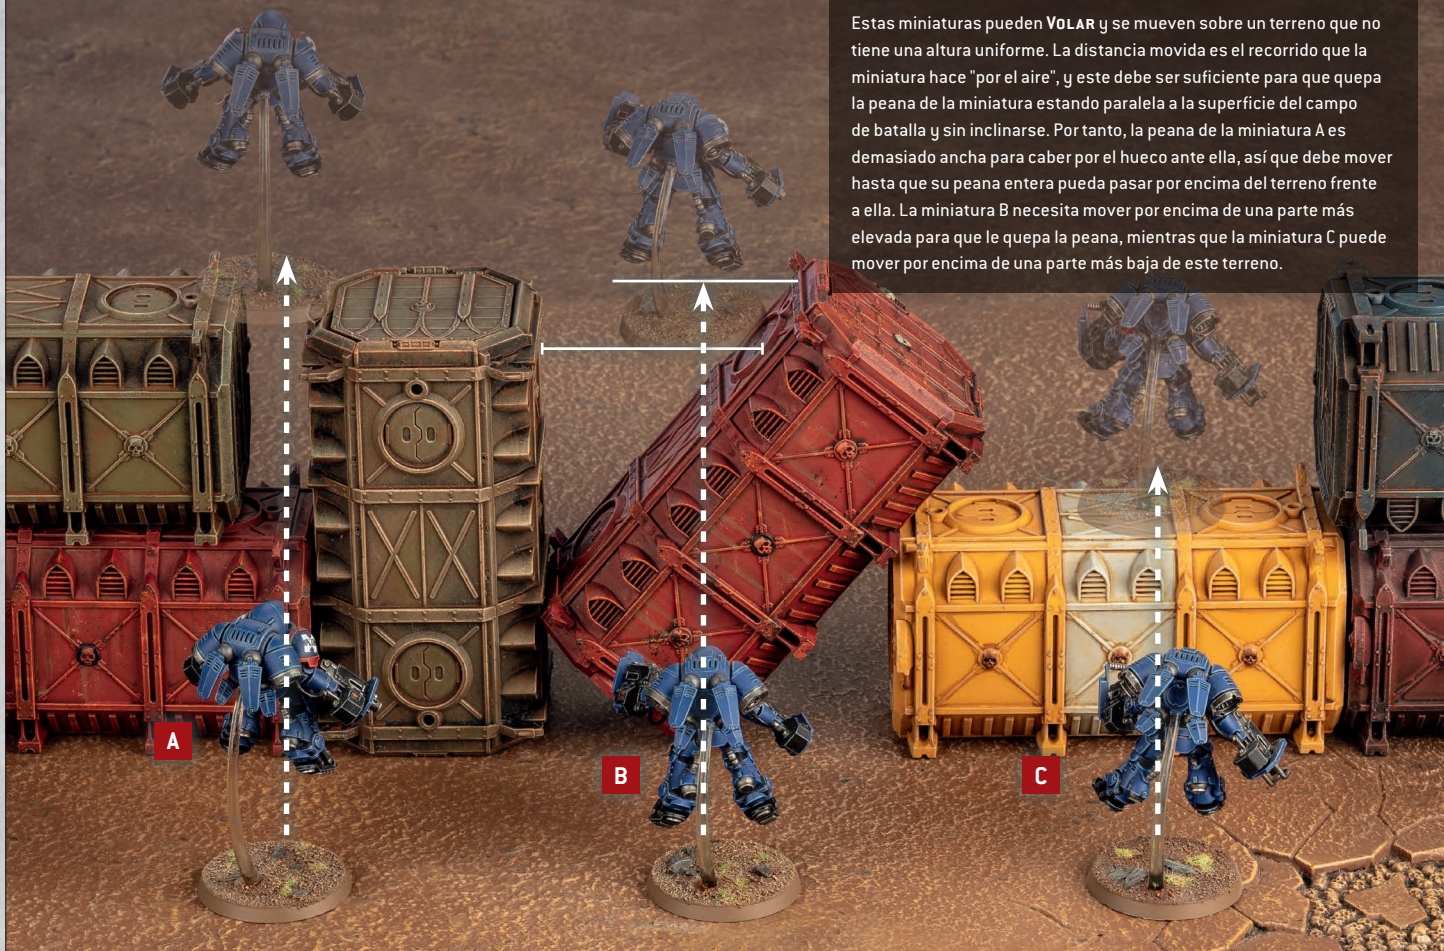 Estas miniaturas pueden VOLAR y se mueven sobre un terreno que no
tiene una altura uniforme. La distancia movida es el recorrido que la
miniatura hace "por el aire", y este debe ser suficiente para que quepa
la peana de la miniatura estando paralela a la superficie del campo
de batalla y sin inclinarse. Por tanto, la peana de la miniatura A es
demasiado ancha para caber por el hueco ante ella, así que debe mover
hasta que su peana entera pueda pasar por encima del terreno frente
a ella. La miniatura B necesita mover por encima de una parte más
elevada para que le quepa la peana, mientras que la miniatura C puede
mover por encima de una parte más baja de este terreno.
A
B
C